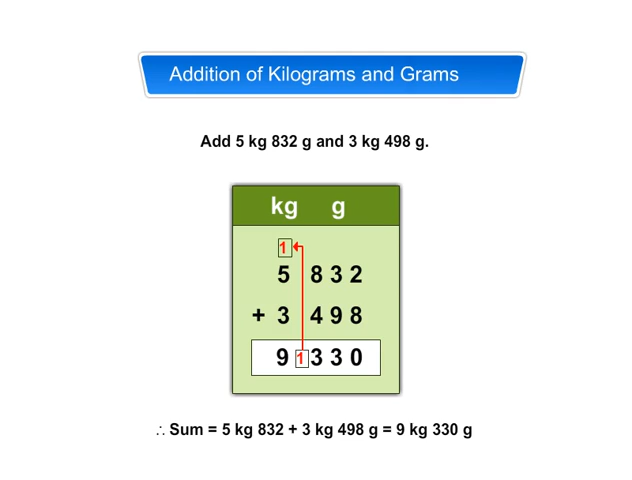 Addition of Kilograms and Grams
Add 5 kg 832 g and 3 kg 498 g.
kg g
1
5 8 3 2
+ 3 4 9 8
9 1 3 3 0
∴ Sum = 5 kg 832 + 3 kg 498 g = 9 kg 330 g